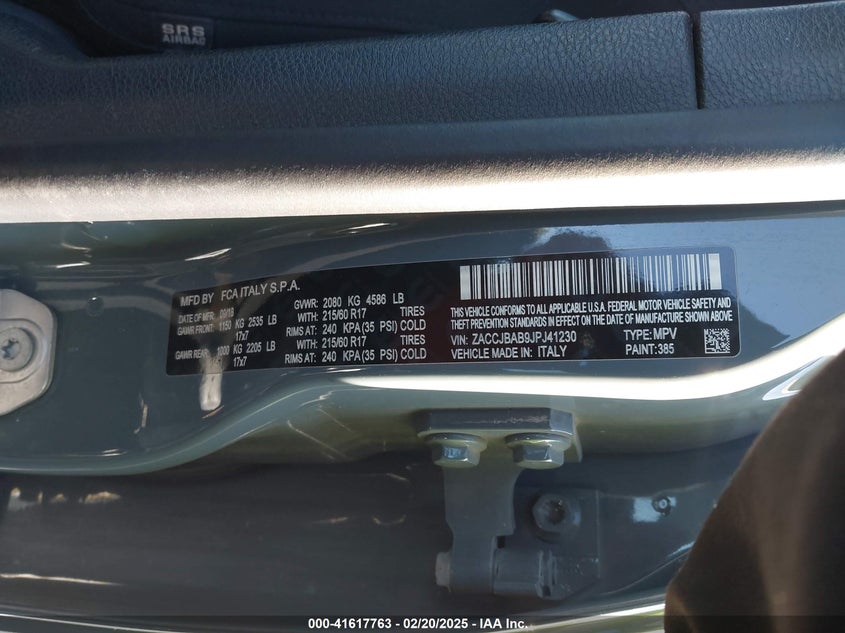 SRS
AIRBAG
MFD BY FCA ITALY S.P.A.
DATE OF MFR: 09/18 GVWR: 2080 KG 4586 LB
GAWR FRONT: 1150 KG 2535 LB WITH: 215/60 R17 TIRES
17x7 RIMS AT: 240 KPA(35 PSI) COLD
GAWR REAR: 1000 KG 2205 LB WITH: 215/60 R17 TIRES
17x7 RIMS AT: 240 KPA(35 PSI) COLD
THIS VEHICLE CONFORMS TO ALL APPLICABLE U.S.A. FEDERAL MOTOR VEHICLE SAFETY AND
THEFT PREVENTION STANDARDS IN EFFECT ON THE DATE OF MANUFACTURE SHOWN ABOVE
VIN: ZACCJBAB9JPJ41230 TYPE: MPV
VEHICLE MADE IN: ITALY PAINT: 385
000-41617763 - 02/20/2025 - IAA Inc.